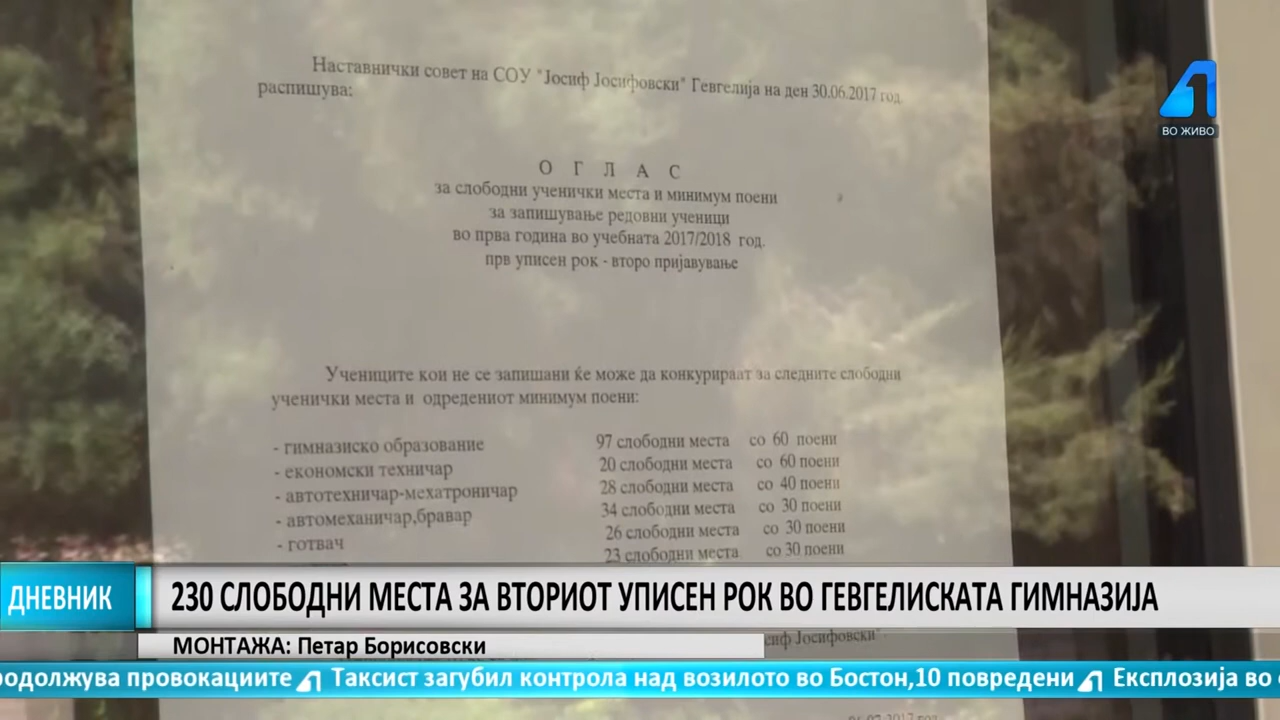 Наставнички совет на СОУ "Јосиф Јосифовски" Гевгелија на ден 30.06.2017 год.
распишува:
О Г Л А С
за слободни ученички места и минимум поени
за запишување редовни ученици
во прва година во учебната 2017/2018 год.
прв уписен рок - второ пријавување
Учениците кои не се запишани ќе може да конкурираат за следните слободни
ученички места и одредениот минимум поени:
- гимназиско образование 97 слободни места со 60 поени
- економски техничар 20 слободни места со 60 поени
- автотехничар-мехатроничар 28 слободни места со 40 поени
- автомеханичар,бравар 34 слободни места со 30 поени
- готвач 26 слободни места со 30 поени
23 слободни места со 30 поени
ВО ЖИВО
ДНЕВНИК
230 СЛОБОДНИ МЕСТА ЗА ВТОРИОТ УПИСЕН РОК ВО ГЕВГЕЛИСКАТА ГИМНАЗИЈА
МОНТАЖА: Петар Борисовски
Јосифовски"
родолжува провокациите Таксист загубил контрола над возилото во Бостон,10 повредени Експлозија во